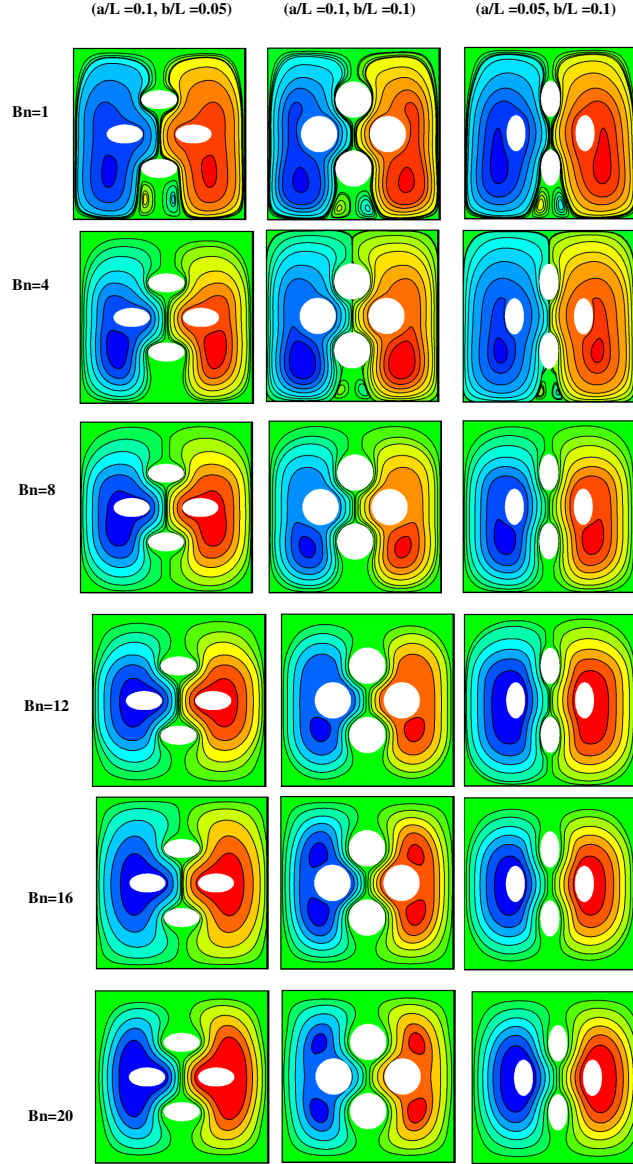 (a/L =0.1, b/L =0.05) (a/L =0.1, b/L =0.1) (a/L =0.05, b/L =0.1)
Bn=1
Bn=4
Bn=8
Bn=12
Bn=16
Bn=20